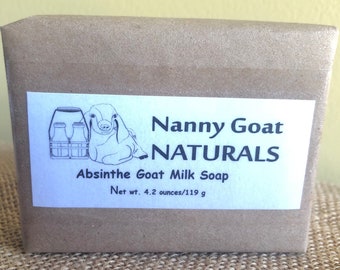 Nanny Goat
NATURALS
Absinthe Goat Milk Soap
Net wt. 4.2 ounces/119 g